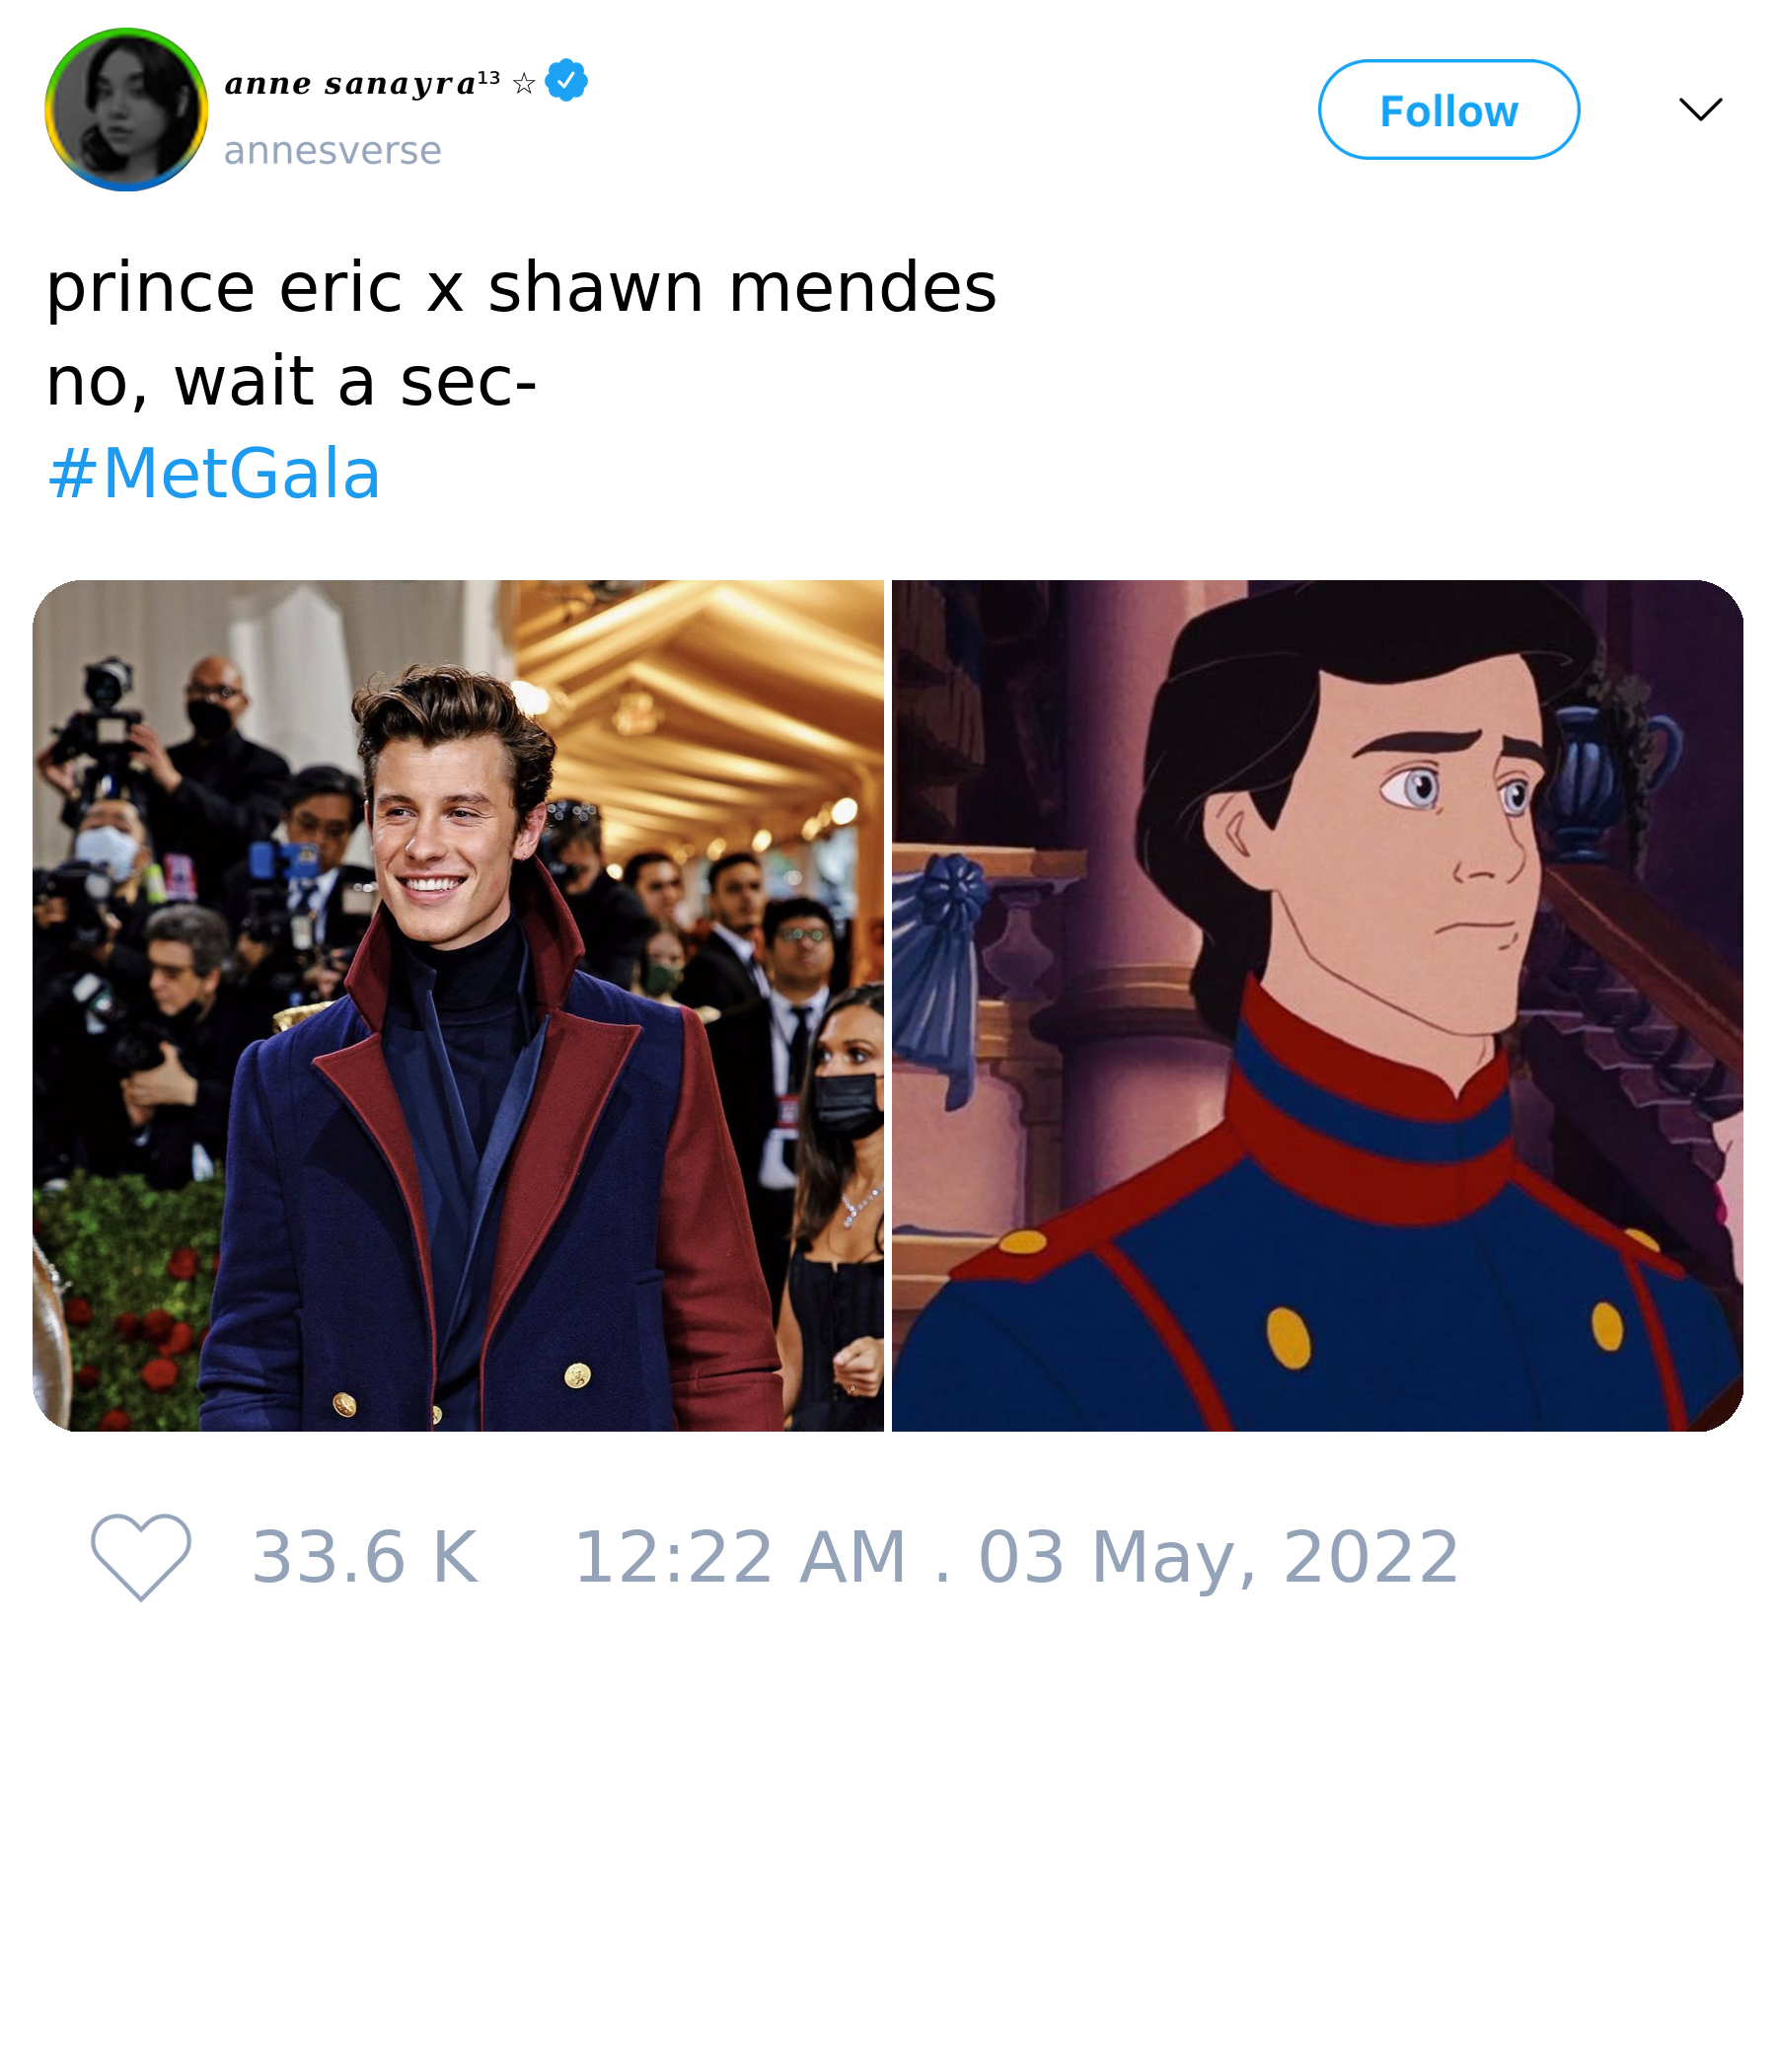 anne sanayra¹³ ☆
annesverse
Follow
prince eric x shawn mendes
no, wait a sec-
#MetGala
33.6 K 12:22 AM . 03 May, 2022